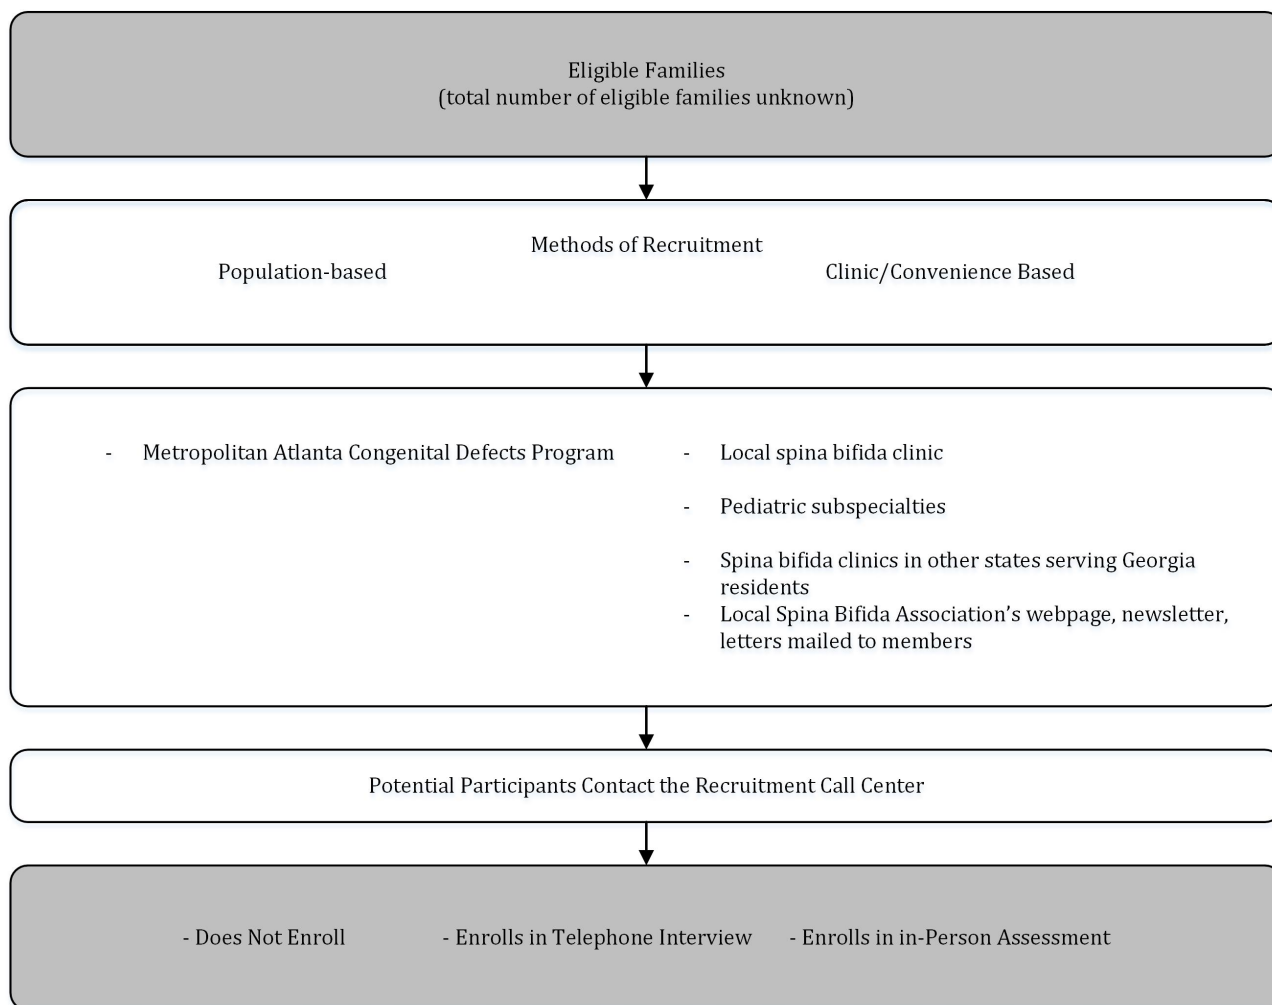 Eligible Families
(total number of eligible families unknown)
Methods of Recruitment
Population-based
Clinic/Convenience Based
- Metropolitan Atlanta Congenital Defects Program
- Local spina bifida clinic
- Pediatric subspecialties
- Spina bifida clinics in other states serving Georgia
residents
- Local Spina Bifida Association’s webpage, newsletter,
letters mailed to members
Potential Participants Contact the Recruitment Call Center
- Does Not Enroll
- Enrolls in Telephone Interview
- Enrolls in in-Person Assessment